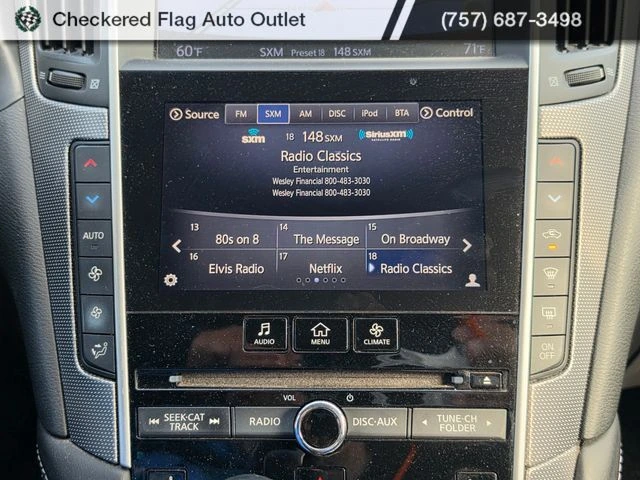 Checkered Flag Auto Outlet
(757) 687-3498
60°F SXM Preset 18 148 SXM 71°F
Source FM SXM AM DISC iPod BTA Control
sxm 18 148 SXM SiriusXM
SATELLITE RADIO
Radio Classics
Entertainment
Wesley Financial 800-483-3030
Wesley Financial 800-483-3030
13 80s on 8 14 The Message 15 On Broadway
16 Elvis Radio 17 Netflix 18 Radio Classics
AUTO
AUDIO MENU CLIMATE
ON
OFF
VOL
SEEK·CAT
TRACK
RADIO
DISC·AUX
TUNE·CH
FOLDER